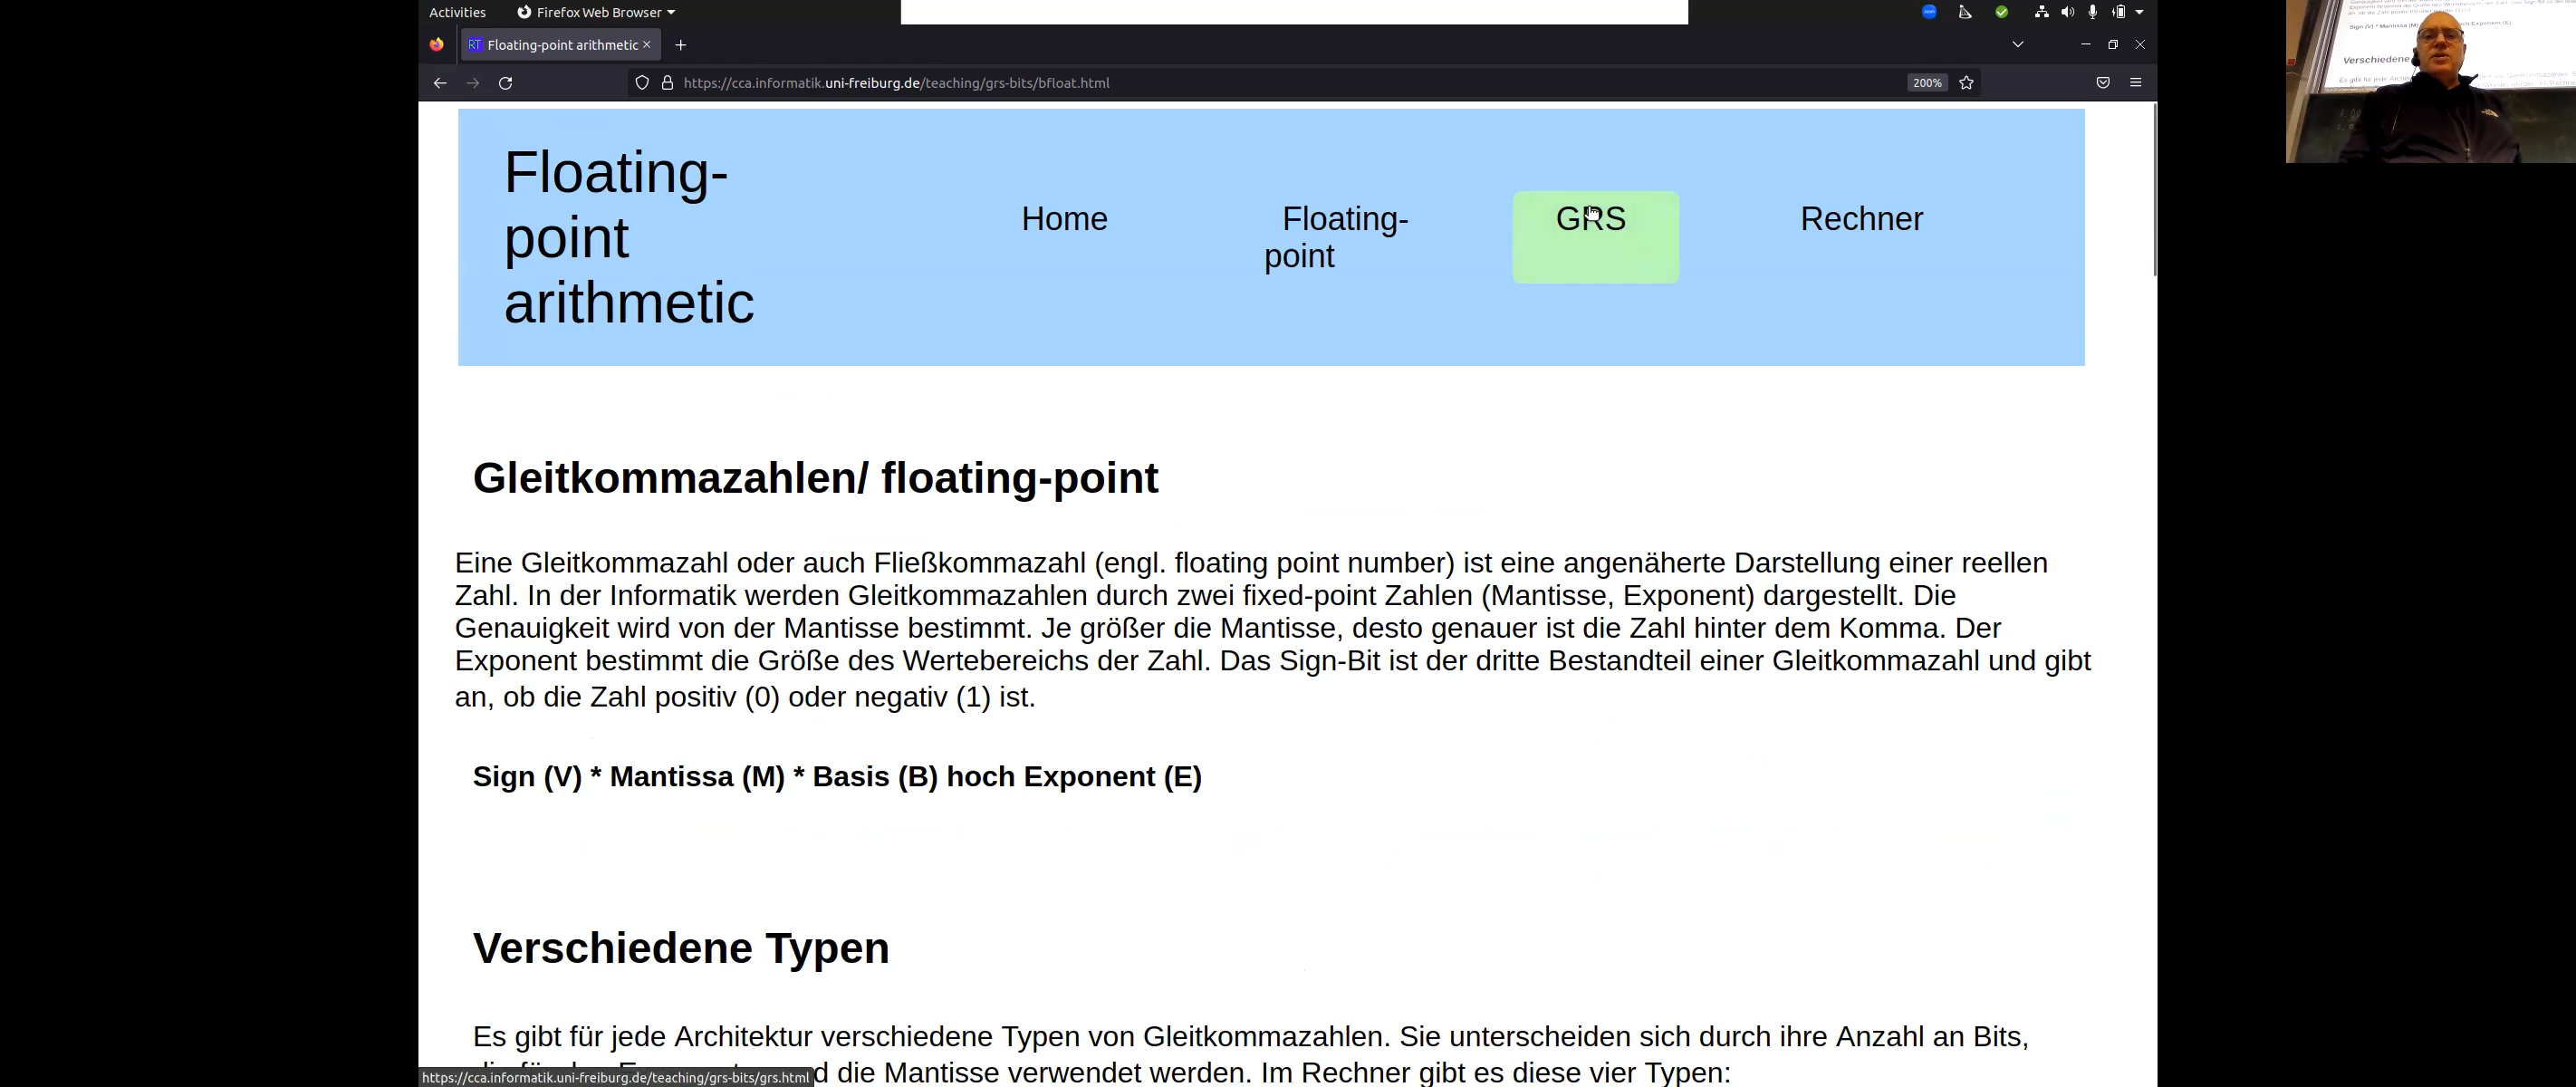 Activities Firefox Web Browser
RT Floating-point arithmetic
https://cca.informatik.uni-freiburg.de/teaching/grs-bits/bfloat.html 200%
Floating-
point
arithmetic
Home
Floating-
point
GRS
Rechner
Gleitkommazahlen/ floating-point
Eine Gleitkommazahl oder auch Fließkommazahl (engl. floating point number) ist eine angenäherte Darstellung einer reellen
Zahl. In der Informatik werden Gleitkommazahlen durch zwei fixed-point Zahlen (Mantisse, Exponent) dargestellt. Die
Genauigkeit wird von der Mantisse bestimmt. Je größer die Mantisse, desto genauer ist die Zahl hinter dem Komma. Der
Exponent bestimmt die Größe des Wertebereichs der Zahl. Das Sign-Bit ist der dritte Bestandteil einer Gleitkommazahl und gibt
an, ob die Zahl positiv (0) oder negativ (1) ist.
Sign (V) * Mantissa (M) * Basis (B) hoch Exponent (E)
Verschiedene Typen
Es gibt für jede Architektur verschiedene Typen von Gleitkommazahlen. Sie unterscheiden sich durch ihre Anzahl an Bits,
die Mantisse verwendet werden. Im Rechner gibt es diese vier Typen:
https://cca.informatik.uni-freiburg.de/teaching/grs-bits/grs.html
Sign (V) * Mantissa (M)
Verschiedene